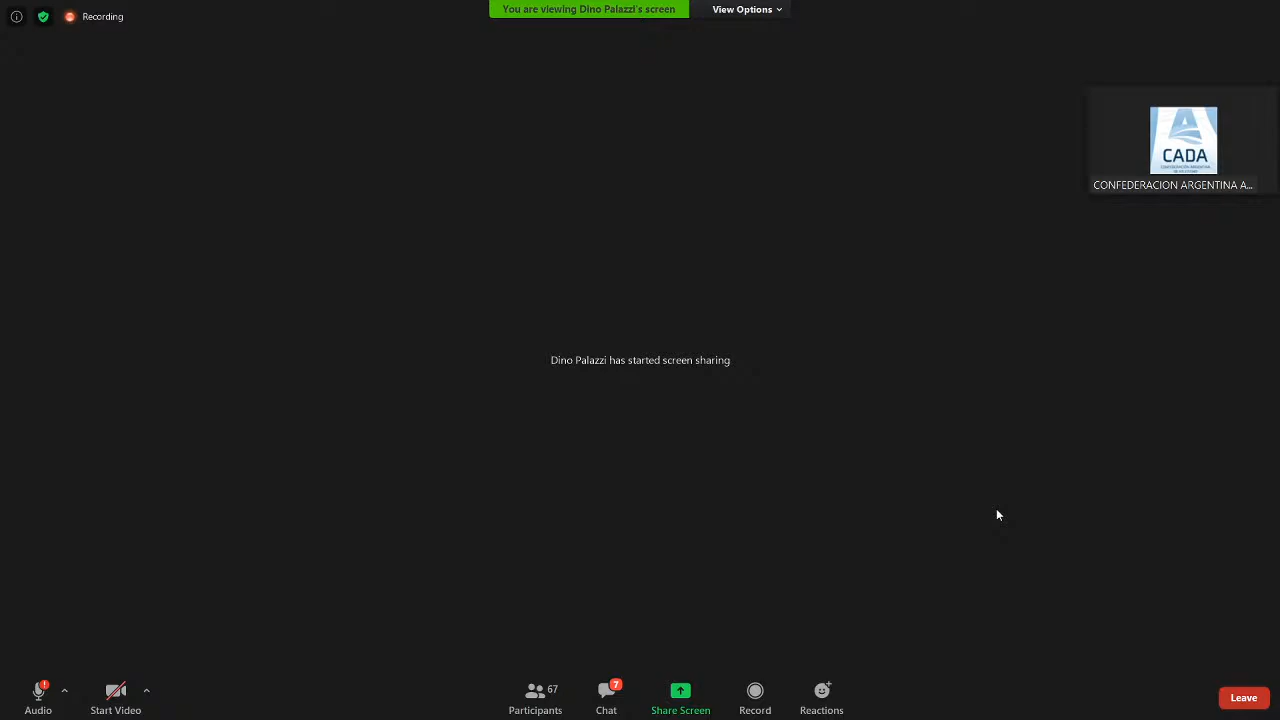 Recording
You are viewing Dino Palazzi's screen
View Options
CADA
CONFEDERACION ARGENTINA A...
Dino Palazzi has started screen sharing
Audio
Start Video
67
Participants
7
Chat
Share Screen
Record
Reactions
Leave